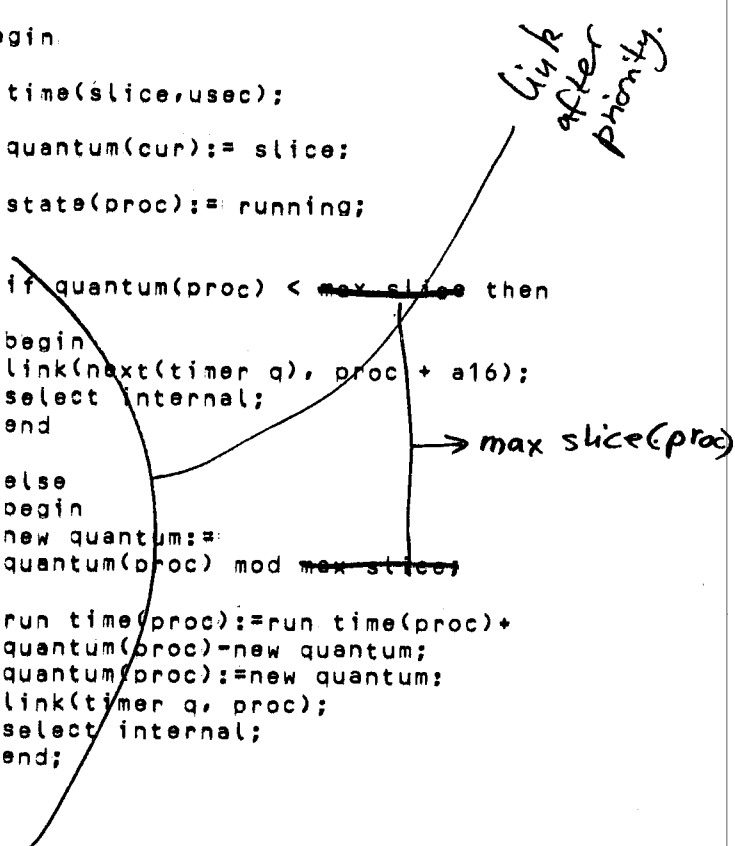 egin
link
after
priority.
time(slice,usec);
quantum(cur):= slice;
state(proc):= running;
if quantum(proc) < max slice then
begin
link(next(timer q), proc + a16);
select internal;
end
→ max slice(proc)
else
begin
new quantum:=
quantum(proc) mod max slice;
run time(proc):=run time(proc)+
quantum(proc)-new quantum;
quantum(proc):=new quantum;
link(timer q, proc);
select internal;
end;